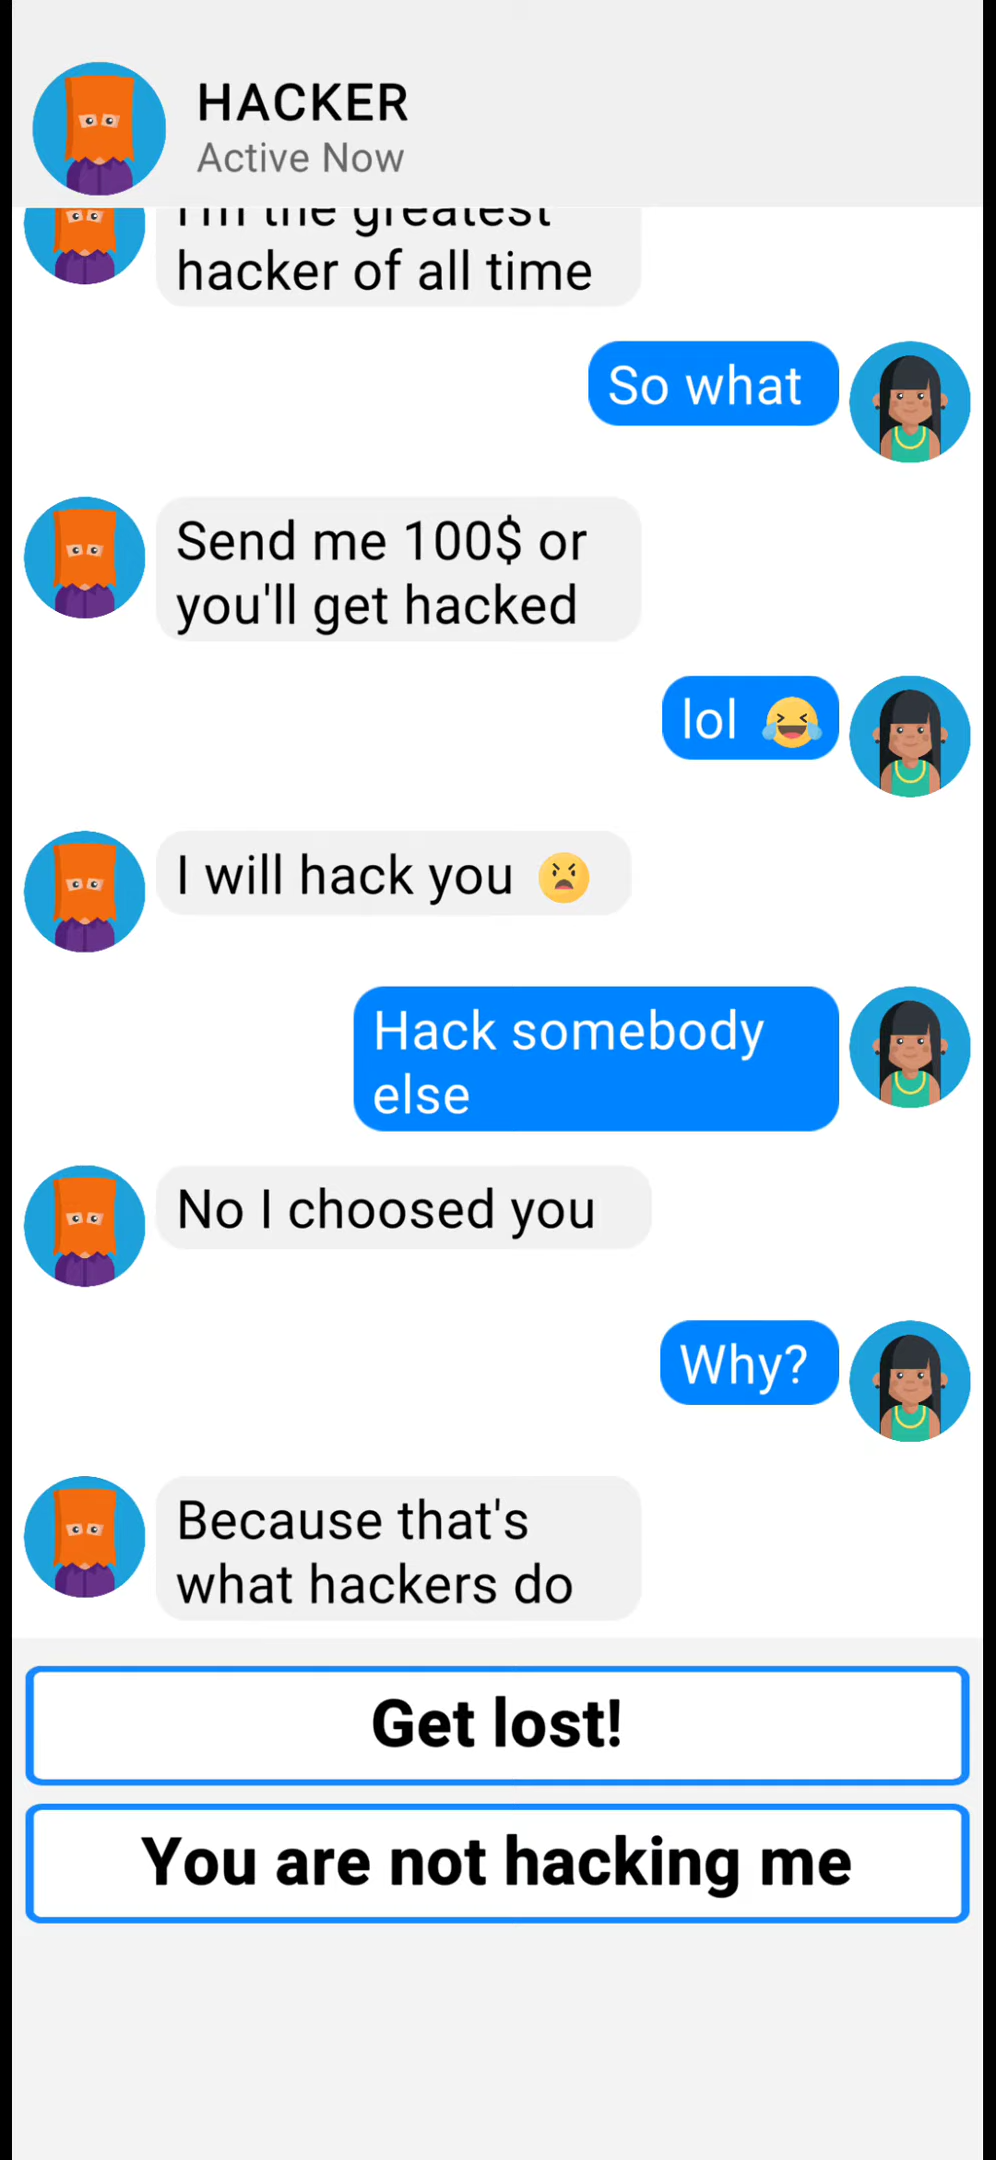 HACKER
Active Now
I'm the greatest
hacker of all time
So what
Send me 100$ or
you'll get hacked
lol
I will hack you
Hack somebody
else
No I choosed you
Why?
Because that's
what hackers do
Get lost!
You are not hacking me